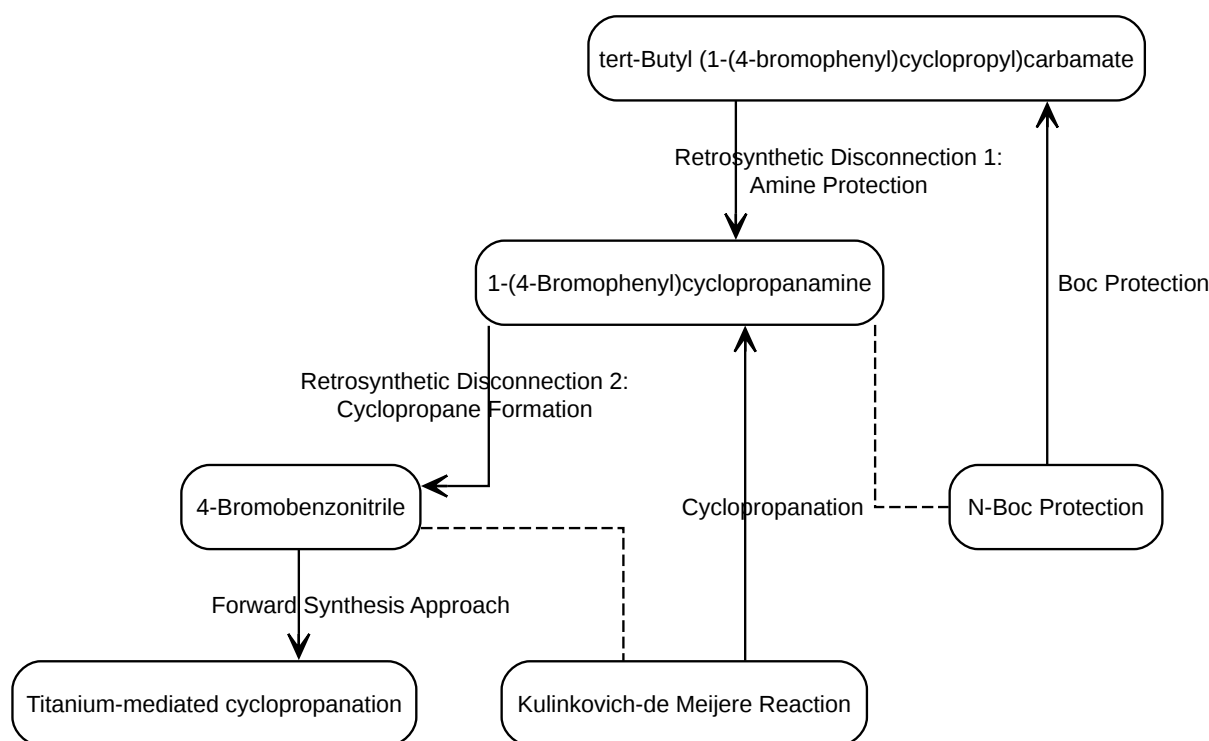 tert-Butyl (1-(4-bromophenyl)cyclopropyl)carbamate
Retrosynthetic Disconnection 1:
Amine Protection
1-(4-Bromophenyl)cyclopropanamine
Boc Protection
Retrosynthetic Disconnection 2:
Cyclopropane Formation
4-Bromobenzonitrile
Cyclopropanation
N-Boc Protection
Forward Synthesis Approach
Titanium-mediated cyclopropanation
Kulinkovich-de Meijere Reaction